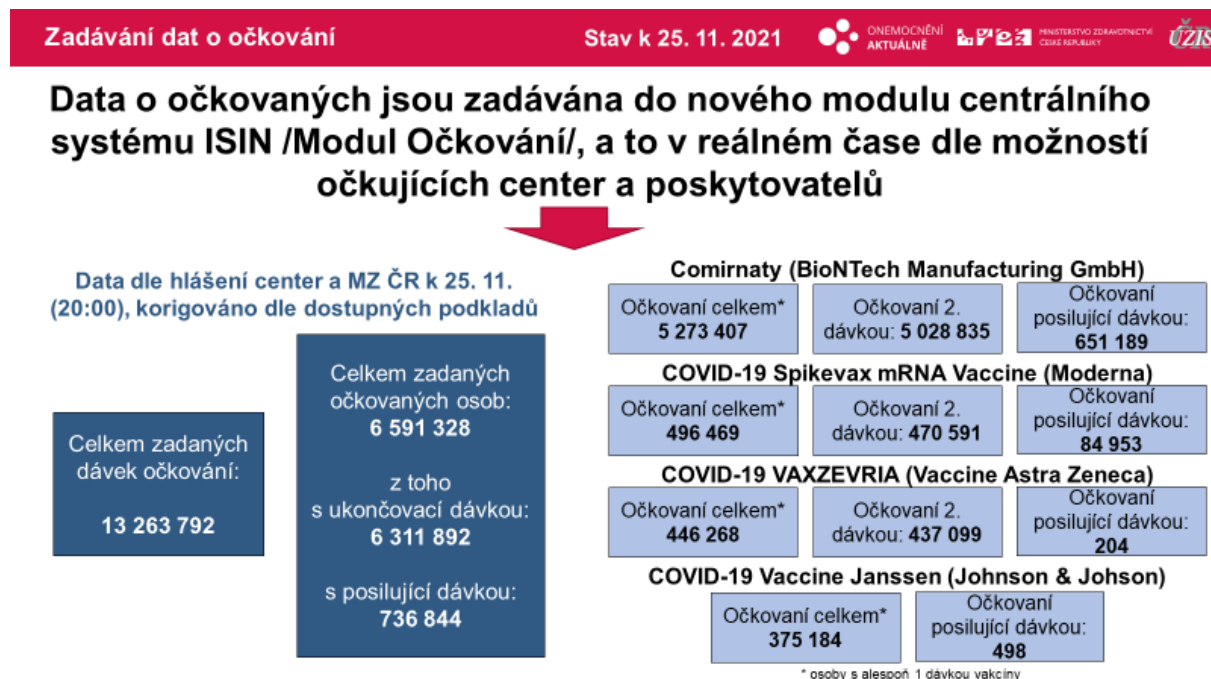 Zadávání dat o očkování
Stav k 25. 11. 2021
ONEMOCNĚNÍ
AKTUÁLNĚ
MINISTERSTVO ZDRAVOTNICTVÍ
ČESKÉ REPUBLIKY
ÚZIS
Data o očkovaných jsou zadávána do nového modulu centrálního
systému ISIN /Modul Očkování/, a to v reálném čase dle možností
očkujících center a poskytovatelů
Data dle hlášení center a MZ ČR k 25. 11.
(20:00), korigováno dle dostupných podkladů
Celkem zadaných
dávek očkování:
13 263 792
Celkem zadaných
očkovaných osob:
6 591 328
z toho
s ukončovací dávkou:
6 311 892
s posilující dávkou:
736 844
Comirnaty (BioNTech Manufacturing GmbH)
Očkovaní celkem*
5 273 407
Očkovaní 2.
dávkou: 5 028 835
Očkovaní
posilující dávkou:
651 189
COVID-19 Spikevax mRNA Vaccine (Moderna)
Očkovaní celkem*
496 469
Očkovaní 2.
dávkou: 470 591
Očkovaní
posilující dávkou:
84 953
COVID-19 VAXZEVRIA (Vaccine Astra Zeneca)
Očkovaní celkem*
446 268
Očkovaní 2.
dávkou: 437 099
Očkovaní
posilující dávkou:
204
COVID-19 Vaccine Janssen (Johnson & Johson)
Očkovaní celkem*
375 184
Očkovaní
posilující dávkou:
498
* osoby s alespoň 1 dávkou vakcíny